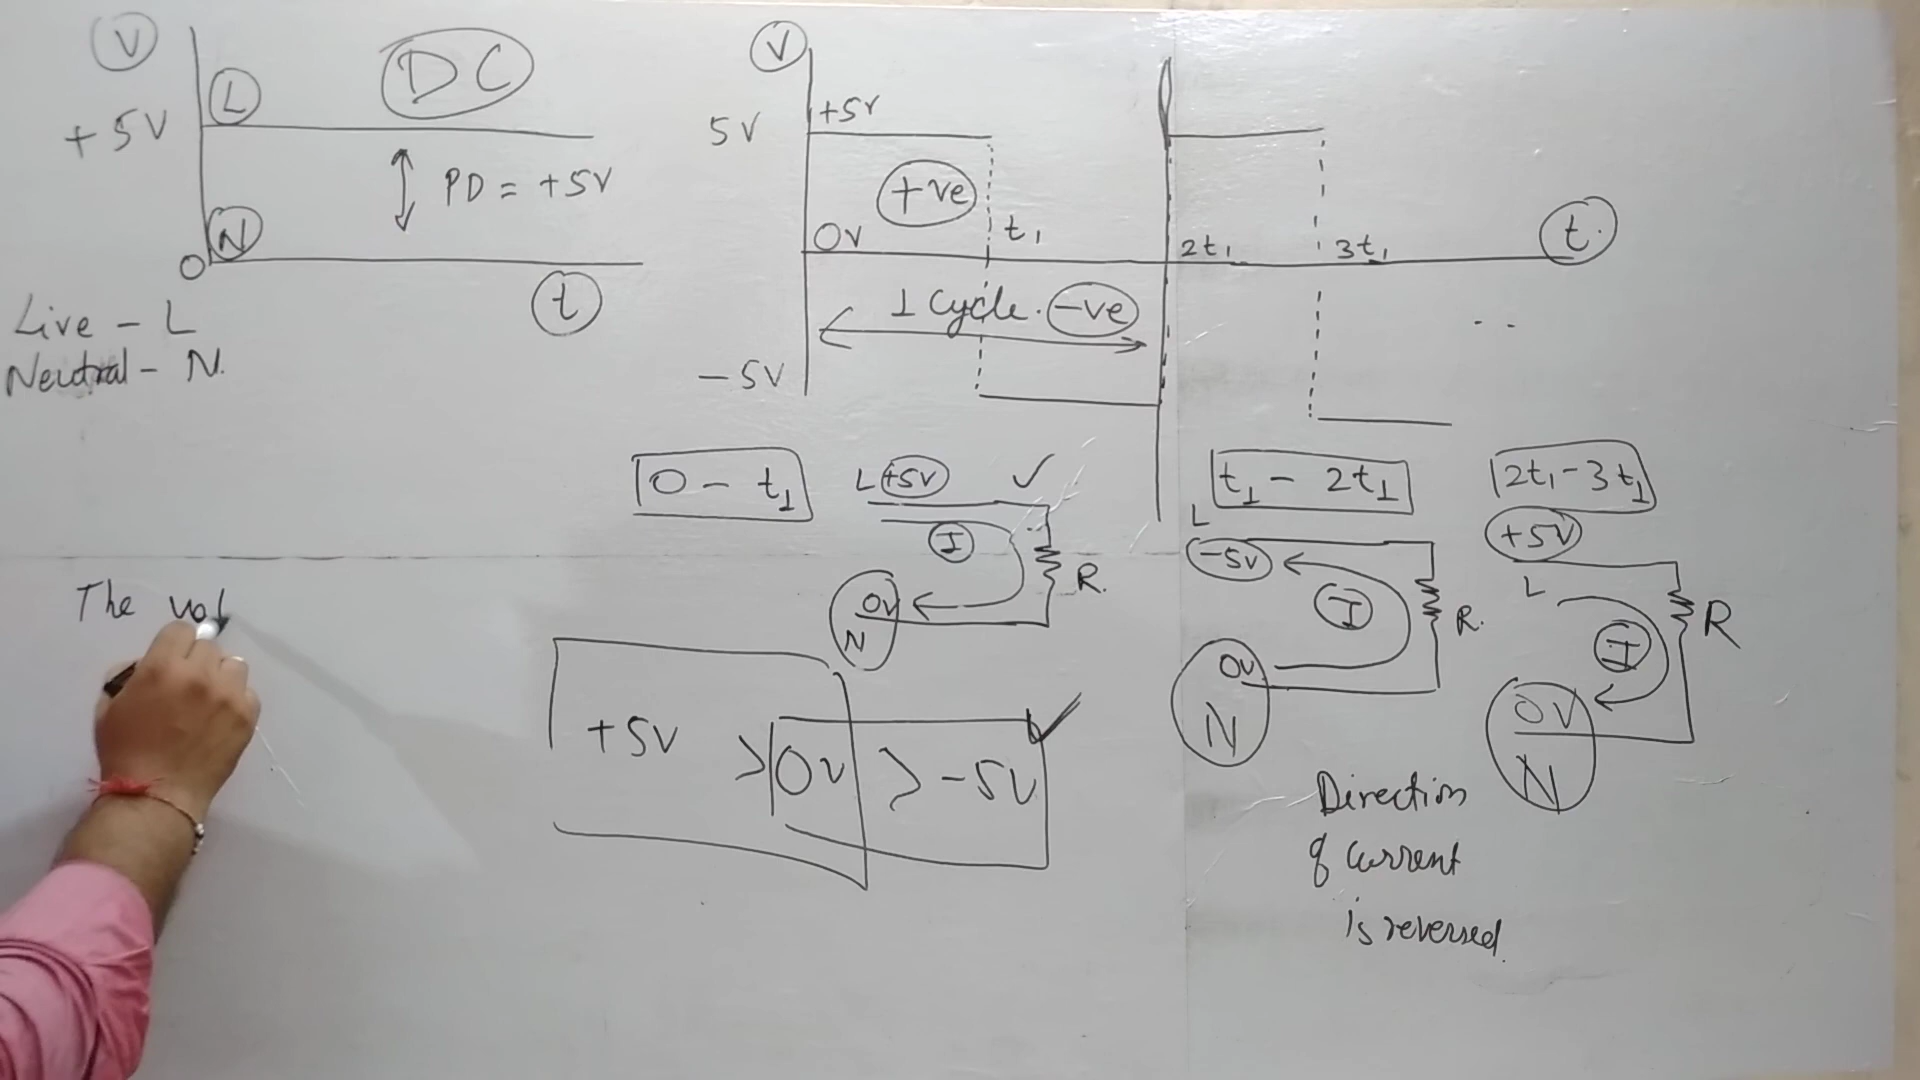 V
+5V
L
DC
PD = +5V
N
0
t
Live - L
Neutral - N.
V
5V
+5V
+ve
0V
t1
2t1
3t1
t.
1 Cycle.
-ve
-5V
. .
0 - t1
L +5V
✓
I
R.
0V
N
t1 - 2t1
L
-5V
I
R.
0V
N
2t1 - 3t1
+5V
L
I
R
0V
N
+5V > 0V > -5V ✓
Direction
of current
is reversed.
The vol